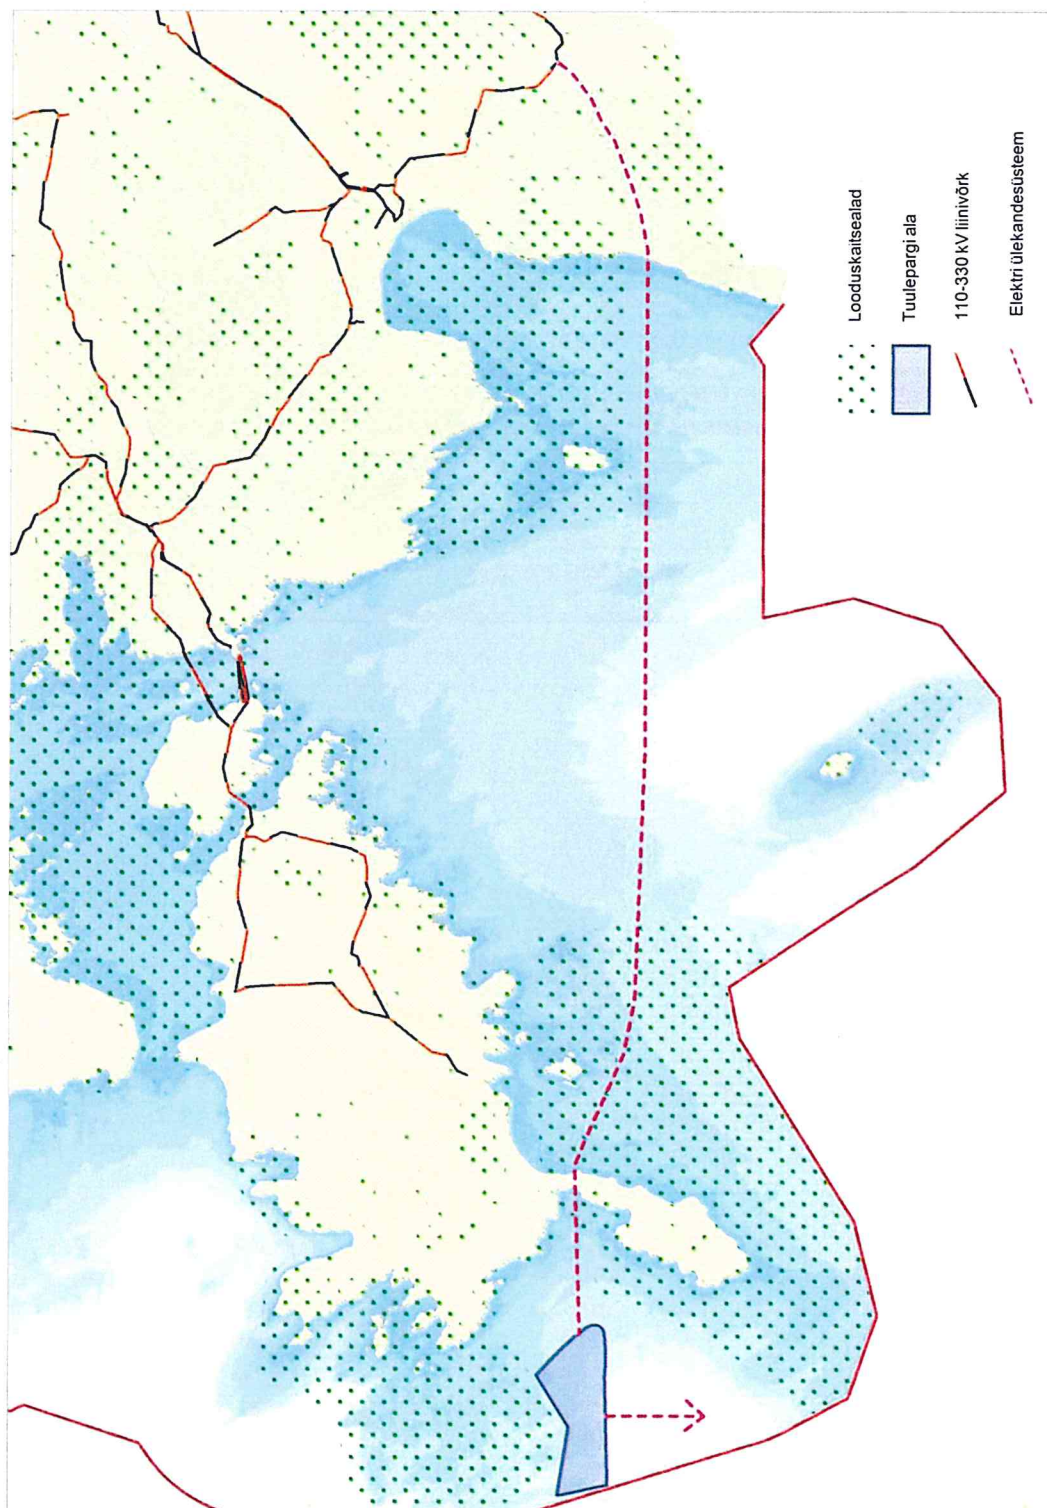 Looduskaitsealad
Tuulepargi ala
110-330 kV liinivõrk
Elektri ülekandesüsteem